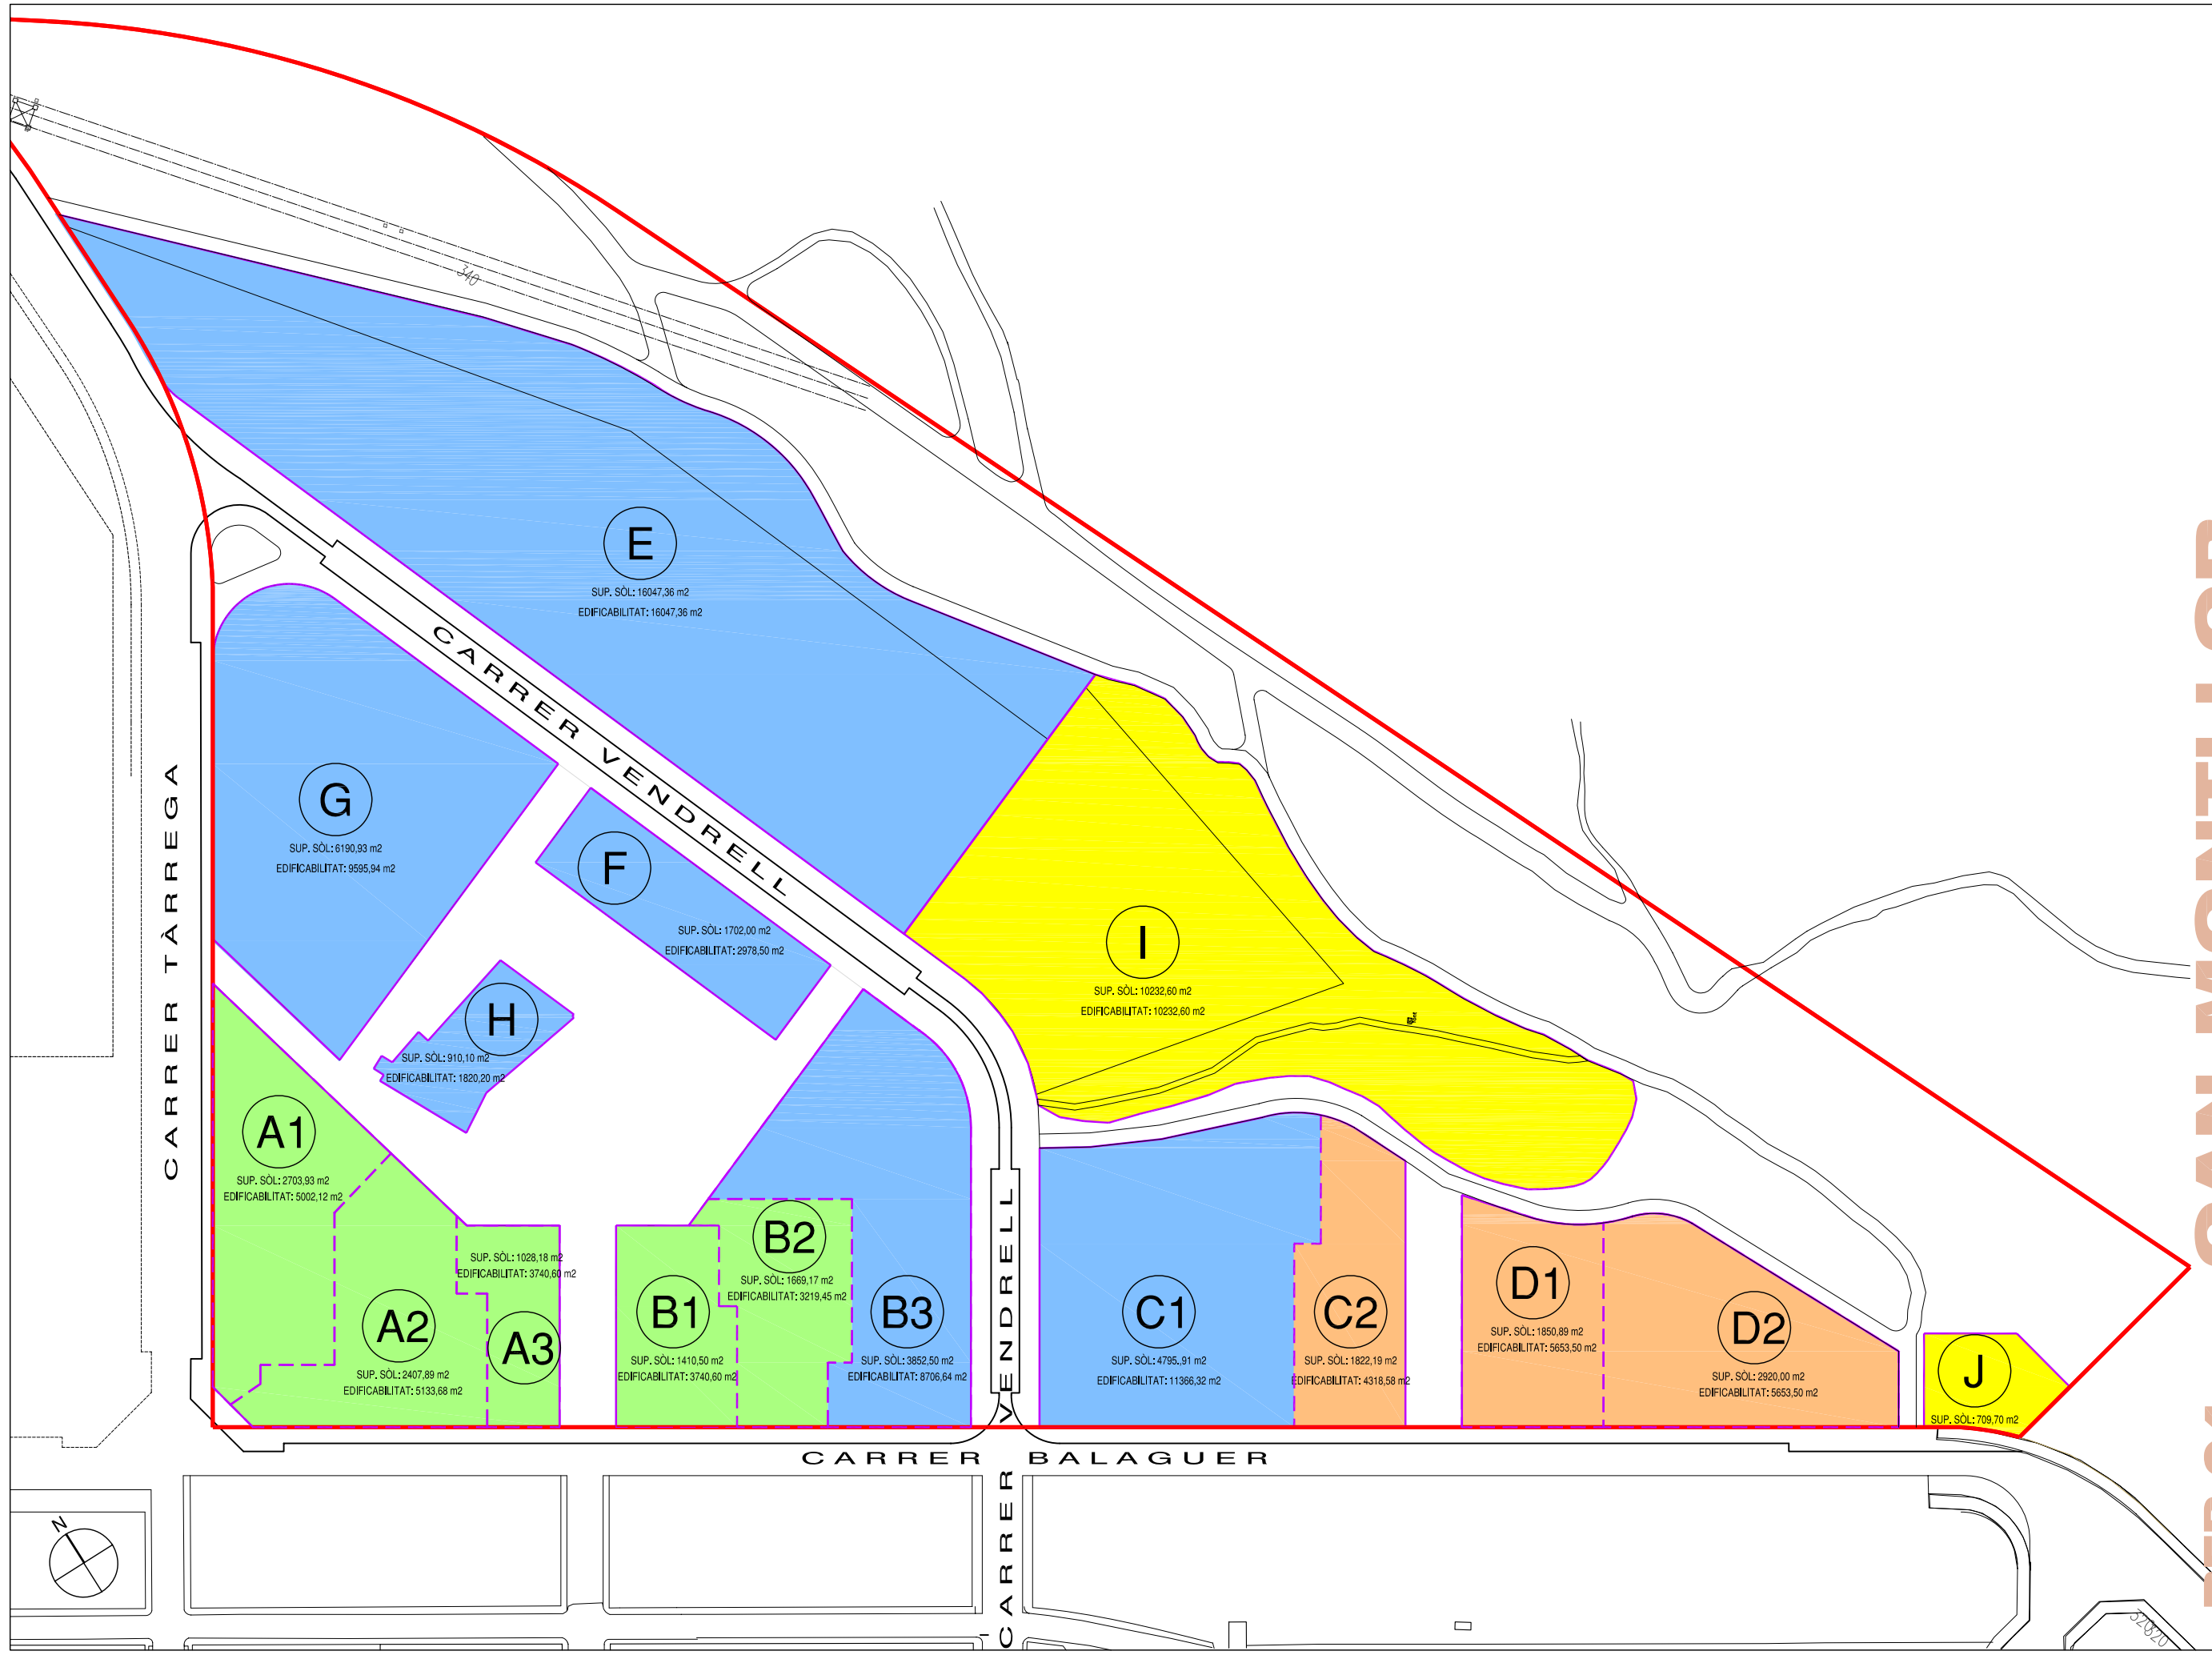 340
E
SUP. SÒL: 16047,36 m2
EDIFICABILITAT: 16047,36 m2
CARRER VENDRELL
G
SUP. SÒL: 6190,93 m2
EDIFICABILITAT: 9595,94 m2
F
SUP. SÒL: 1702,00 m2
EDIFICABILITAT: 2978,50 m2
CARRER TÀRREGA
I
SUP. SÒL: 10232,60 m2
EDIFICABILITAT: 10232,60 m2
H
SUP. SÒL: 910,10 m2
EDIFICABILITAT: 1820,20 m2
A1
SUP. SÒL: 2703,93 m2
EDIFICABILITAT: 5002,12 m2
A2
SUP. SÒL: 2407,89 m2
EDIFICABILITAT: 5133,68 m2
SUP. SÒL: 1028,18 m2
EDIFICABILITAT: 3740,60 m2
A3
B1
SUP. SÒL: 1410,50 m2
EDIFICABILITAT: 3740,60 m2
B2
SUP. SÒL: 1669,17 m2
EDIFICABILITAT: 3219,45 m2
B3
SUP. SÒL: 3852,50 m2
EDIFICABILITAT: 8706,64 m2
C1
SUP. SÒL: 4795,.91 m2
EDIFICABILITAT: 11366,32 m2
C2
SUP. SÒL: 1822,19 m2
EDIFICABILITAT: 4318,58 m2
D1
SUP. SÒL: 1850,89 m2
EDIFICABILITAT: 5653,50 m2
D2
SUP. SÒL: 2920,00 m2
EDIFICABILITAT: 5653,50 m2
J
SUP. SÒL: 709,70 m2
CARRER VENDRELL
CARRER BALAGUER
N
CAN MONTLLOR